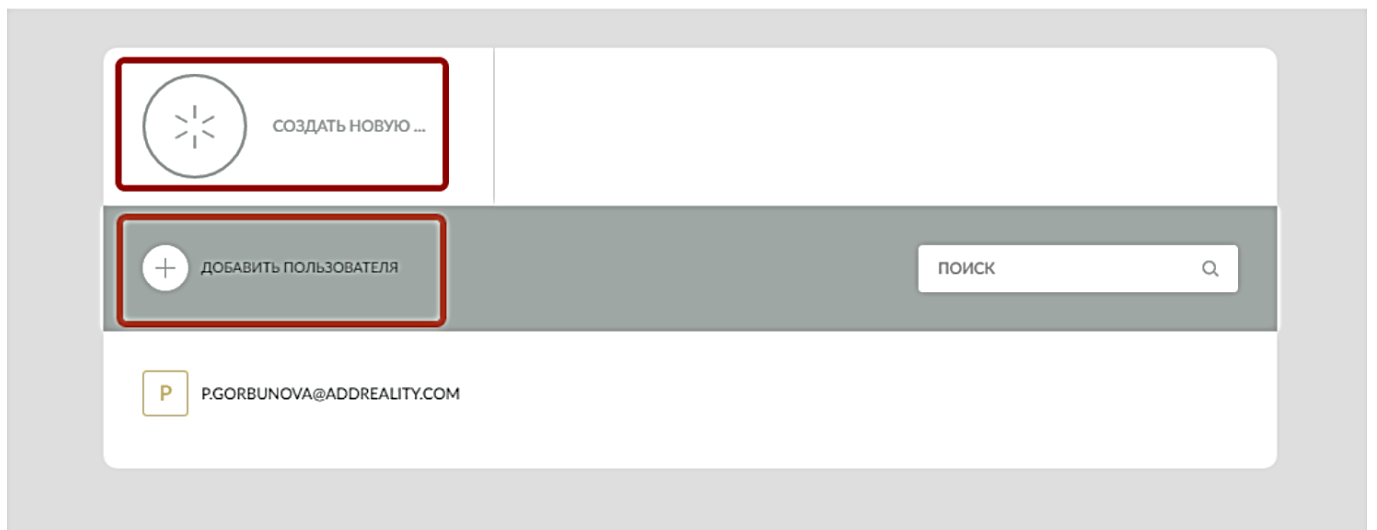 СОЗДАТЬ НОВУЮ ...
ДОБАВИТЬ ПОЛЬЗОВАТЕЛЯ
ПОИСК
P
P.GORBUNOVA@ADDREALITY.COM